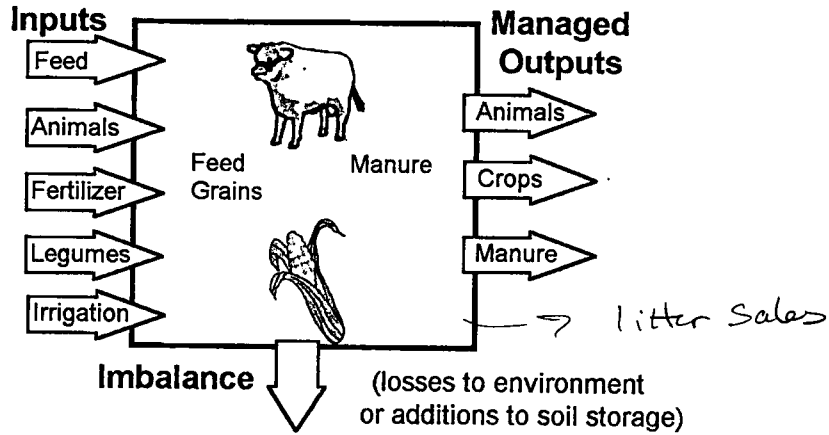 Inputs
Feed
Animals
Fertilizer
Legumes
Irrigation
Feed
Grains
Manure
Managed
Outputs
Animals
Crops
Manure
litter sales
Imbalance
(losses to environment
or additions to soil storage)